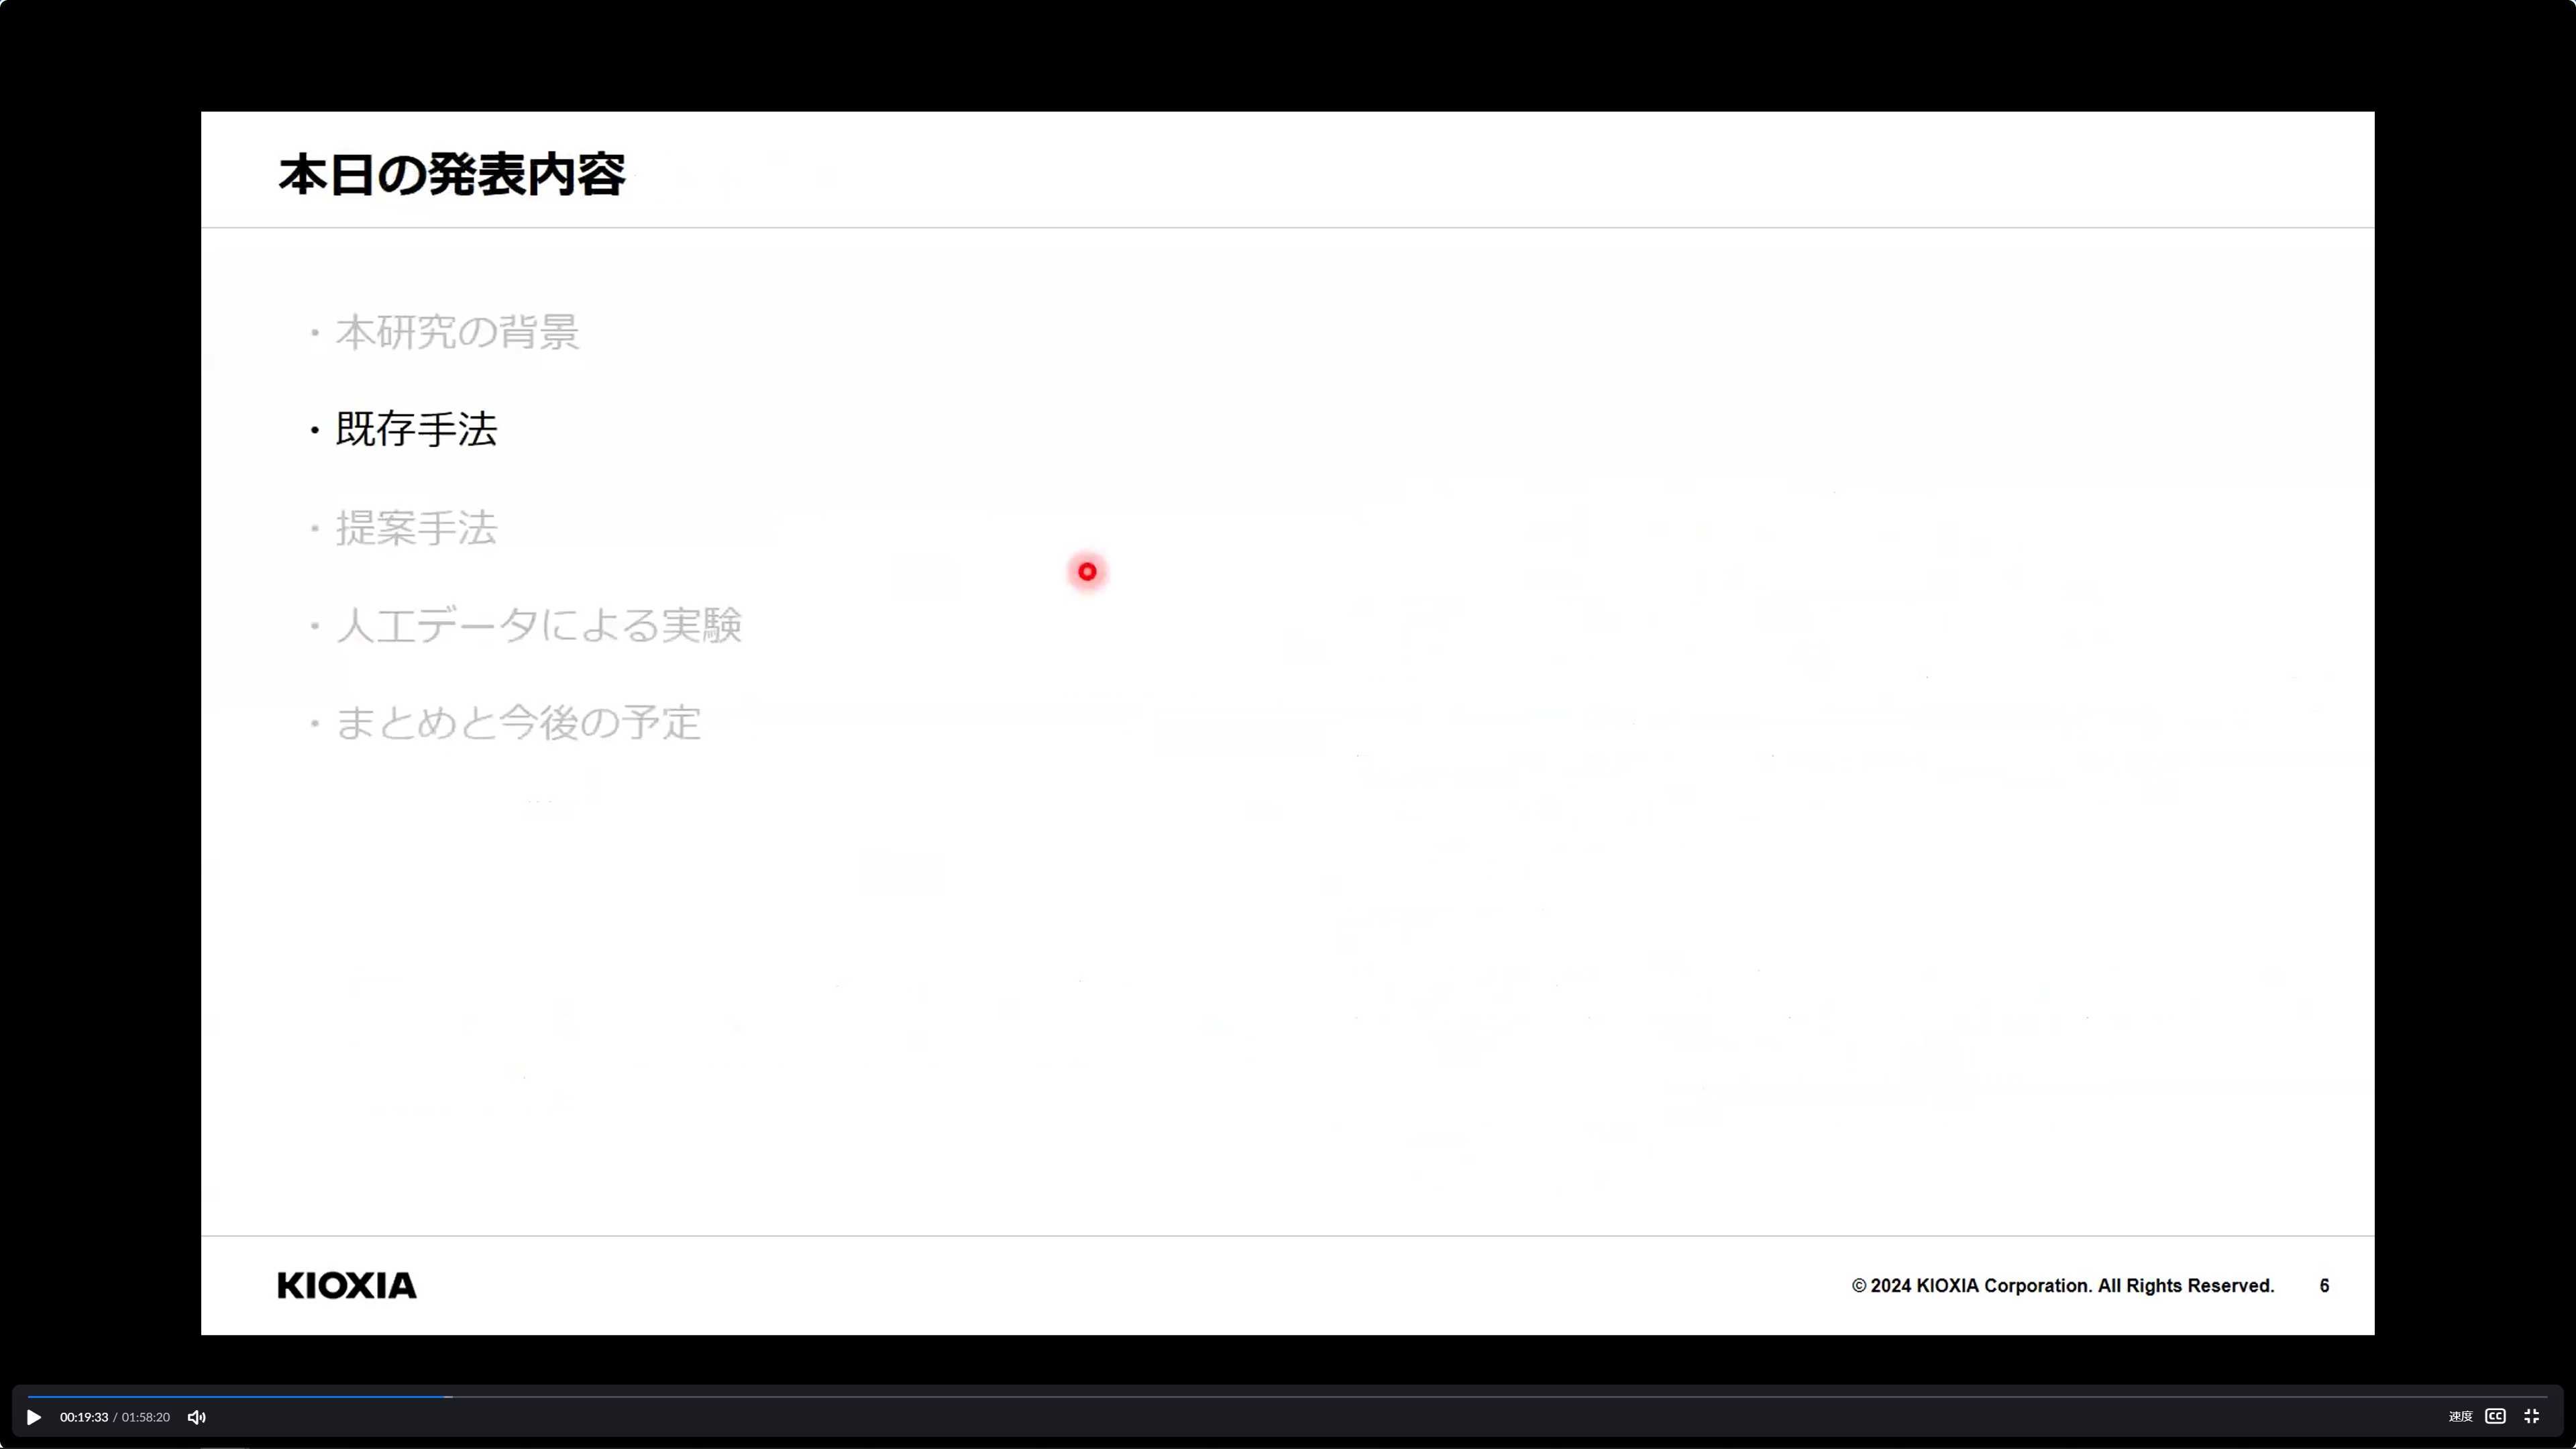 本日の発表内容
・本研究の背景
・既存手法
・提案手法
・人工データによる実験
・まとめと今後の予定
KIOXIA
© 2024 KIOXIA Corporation. All Rights Reserved. 6
00:19:33 / 01:58:20 速度 CC